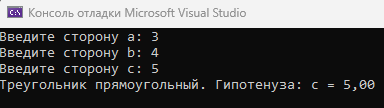 Консоль отладки Microsoft Visual Studio
Введите сторону a: 3
Введите сторону b: 4
Введите сторону c: 5
Треугольник прямоугольный. Гипотенуза: c = 5,00